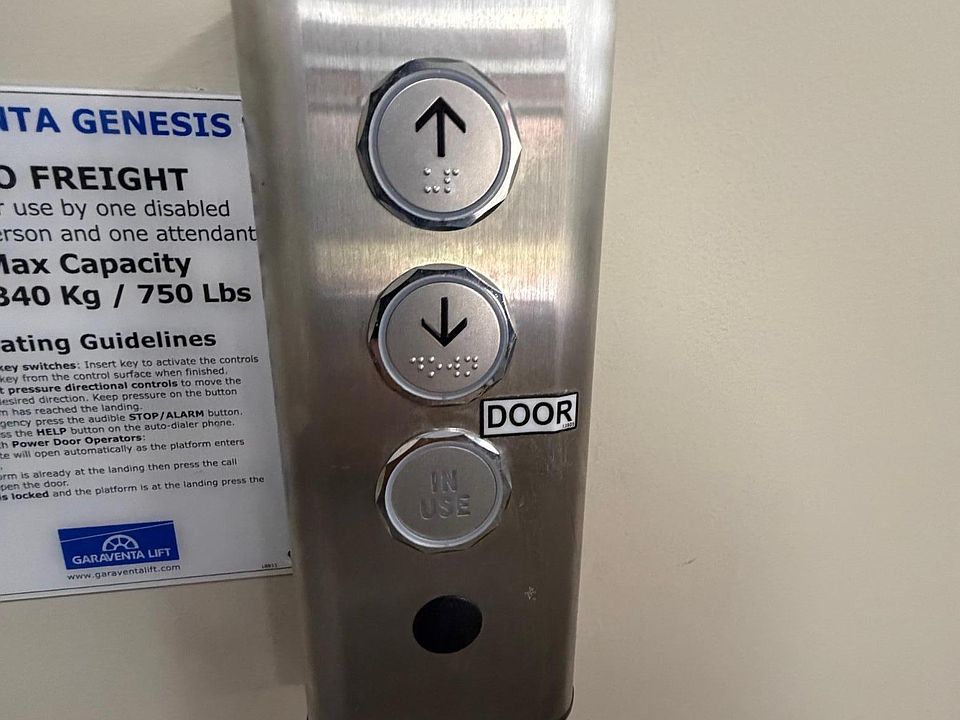 NTA GENESIS
O FREIGHT
r use by one disabled
erson and one attendant
Max Capacity
340 Kg / 750 Lbs
ating Guidelines
key switches: Insert key to activate the controls
key from the control surface when finished.
t pressure directional controls to move the
desired direction. Keep pressure on the button
m has reached the landing.
gency press the audible STOP/ALARM button.
ss the HELP button on the auto-dialer phone.
h Power Door Operators:
te will open automatically as the platform enters
orm is already at the landing then press the call
open the door.
is locked and the platform is at the landing press the
GARAVENTA LIFT
www.garaventalift.com
DOOR
IN
USE